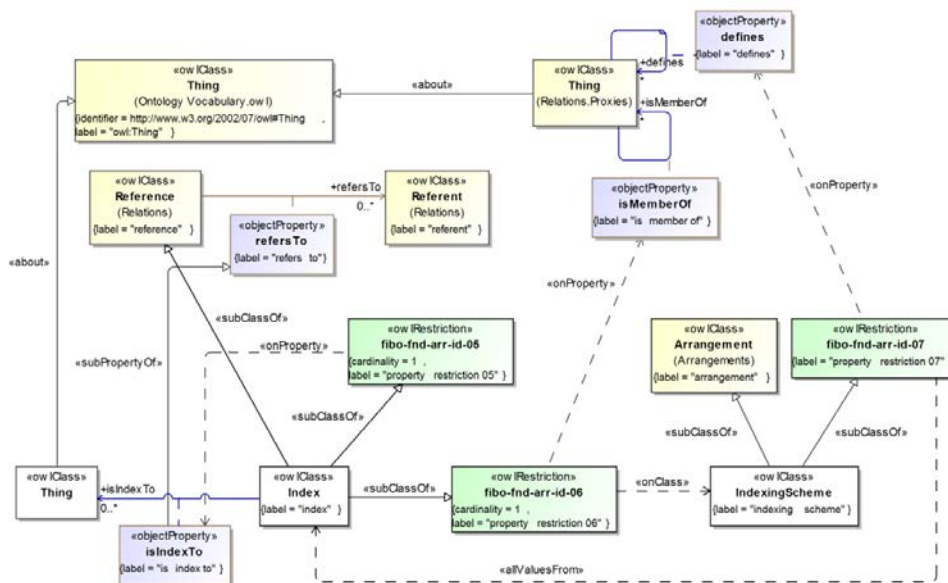 «objectProperty»
defines
{label = "defines" }
«owlClass»
Thing
(Ontology Vocabulary.owl)
{identifier = http://www.w3.org/2002/07/owl#Thing ,
label = "owl:Thing" }
«about»
«owlClass»
Thing
(Relations.Proxies)
+defines
*
+isMemberOf
*
«owlClass»
Reference
(Relations)
{label = "reference" }
+refersTo
0..*
«owlClass»
Referent
(Relations)
{label = "referent" }
«objectProperty»
refersTo
{label = "refers to" }
«objectProperty»
isMemberOf
{label = "is member of" }
«onProperty»
«about»
«onProperty»
«subClassOf»
«subPropertyOf»
«onProperty»
«owlRestriction»
fibo-fnd-arr-id-05
{cardinality = 1 ,
label = "property restriction 05" }
«owlClass»
Arrangement
(Arrangements)
{label = "arrangement" }
«owlRestriction»
fibo-fnd-arr-id-07
{label = "property restriction 07"}
«subClassOf»
«subClassOf»
«subClassOf»
«owlClass»
Thing
+isIndexTo
0..*
«owlClass»
Index
{label = "index" }
«subClassOf»
«owlRestriction»
fibo-fnd-arr-id-06
{cardinality = 1 ,
label = "property restriction 06" }
«onClass»
«owlClass»
IndexingScheme
{label = "indexing scheme" }
«objectProperty»
isIndexTo
{label = "is index to" }
«allValuesFrom»